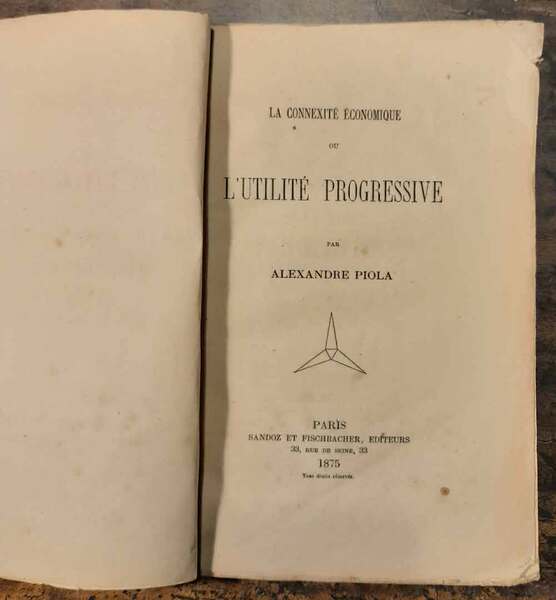 LA CONNEXITÉ ÉCONOMIQUE
OU
L'UTILITÉ PROGRESSIVE
PAR
ALEXANDRE PIOLA
PARIS
SANDOZ ET FISCHBACHER, EDITEURS
33, RUE DE SEINE, 33
1875
Tous droits réservés.